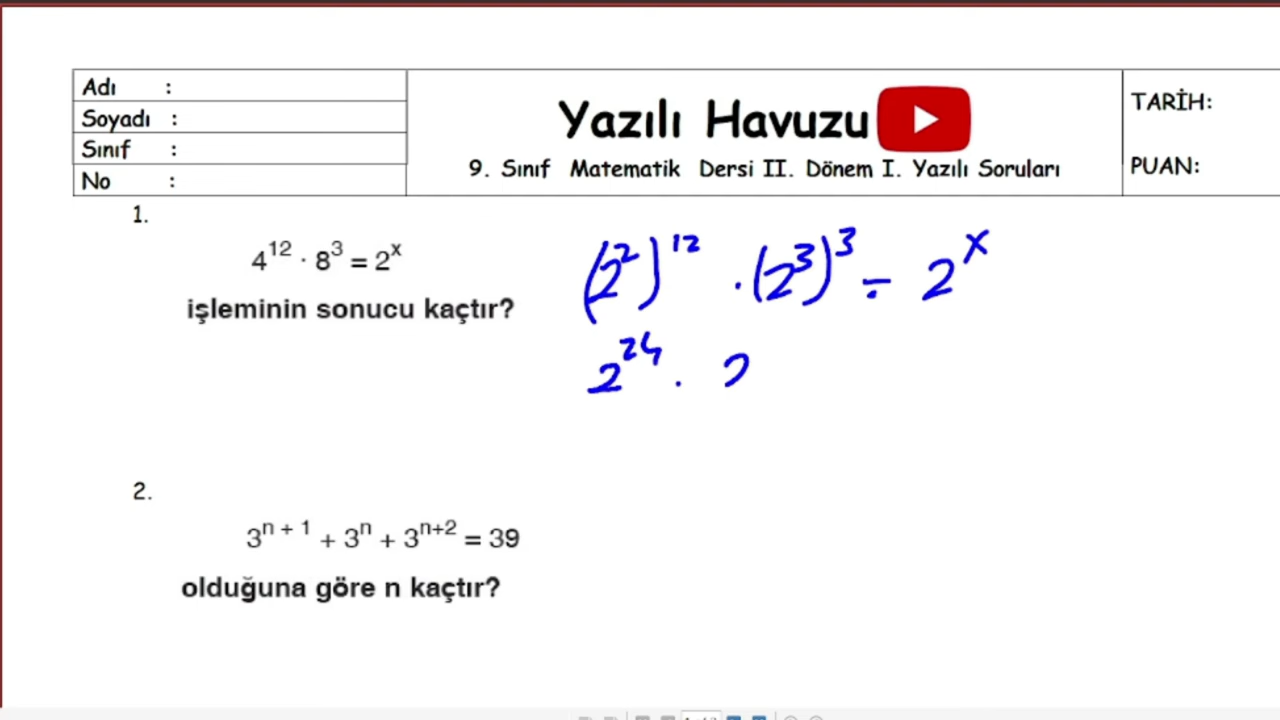 Adı :
Soyadı :
Sınıf :
No :
Yazılı Havuzu
9. Sınıf Matematik Dersi II. Dönem I. Yazılı Soruları
TARİH:
PUAN:
1.
4^12 · 8^3 = 2^x
işleminin sonucu kaçtır?
(2^2)^12 · (2^3)^3 = 2^x
2^24 · 2
2.
3^(n + 1) + 3^n + 3^(n+2) = 39
olduğuna göre n kaçtır?